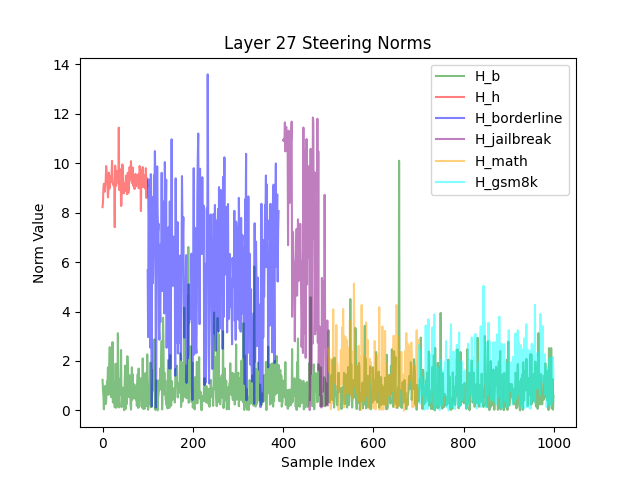 Layer 27 Steering Norms
14
12
10
8
6
4
2
0
Norm Value
H_b
H_h
H_borderline
H_jailbreak
H_math
H_gsm8k
0 200 400 600 800 1000
Sample Index